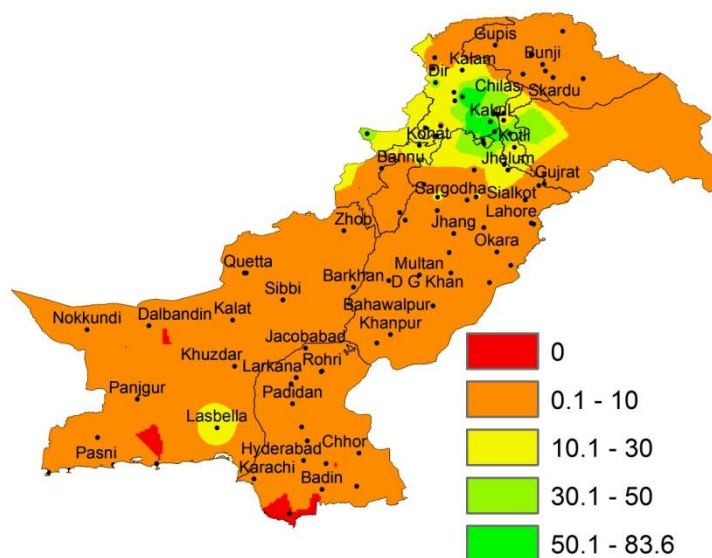 Gupis
Bunji
Kalam
Dir
Chilas
Skardu
Kakul
Kohat
Kotli
Bannu
Jhelum
Gujrat
Sargodha
Sialkot
Lahore
Zhob
Jhang
Okara
Quetta
Multan
Barkhan
D G Khan
Sibbi
Bahawalpur
Dalbandin
Kalat
Nokkundi
Khanpur
Jacobabad
Khuzdar
Rohri
Larkana
Panjgur
Padidan
Lasbella
Pasni
Hyderabad
Chhor
Karachi
Badin
0
0.1 - 10
10.1 - 30
30.1 - 50
50.1 - 83.6